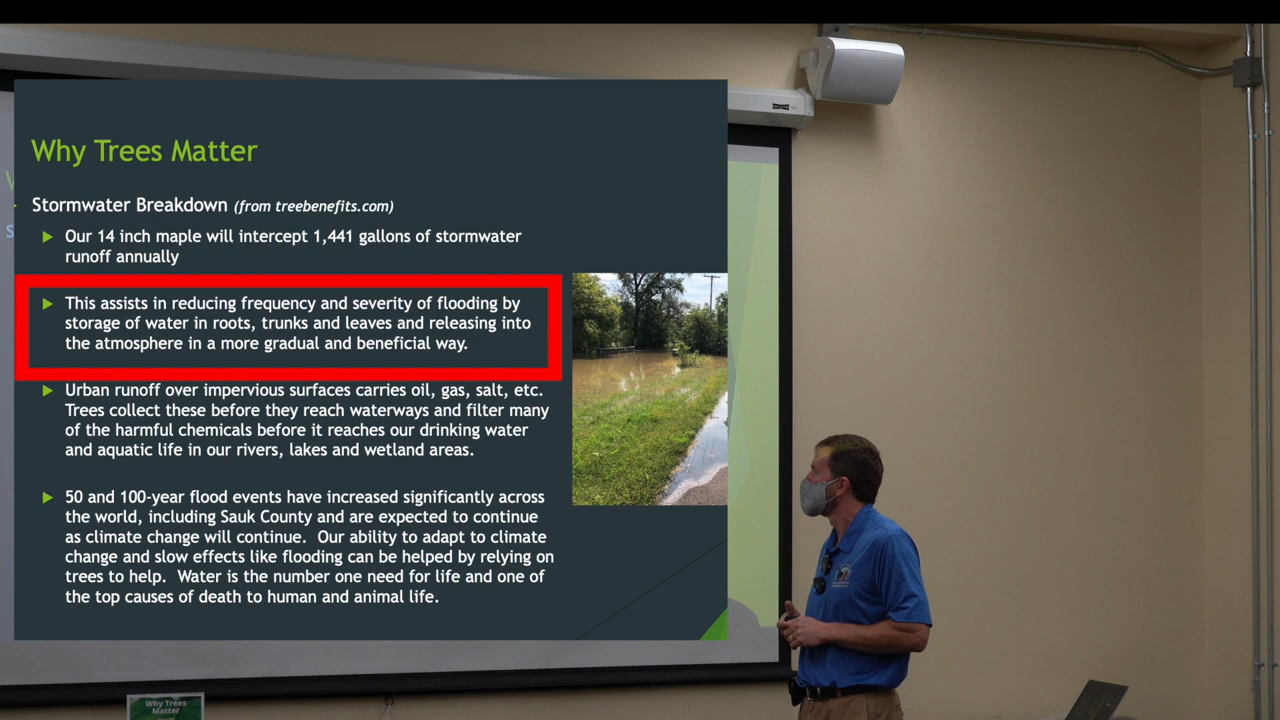 Why Trees Matter
Stormwater Breakdown (from treebenefits.com)
Our 14 inch maple will intercept 1,441 gallons of stormwater
runoff annually
This assists in reducing frequency and severity of flooding by
storage of water in roots, trunks and leaves and releasing into
the atmosphere in a more gradual and beneficial way.
Urban runoff over impervious surfaces carries oil, gas, salt, etc.
Trees collect these before they reach waterways and filter many
of the harmful chemicals before it reaches our drinking water
and aquatic life in our rivers, lakes and wetland areas.
50 and 100-year flood events have increased significantly across
the world, including Sauk County and are expected to continue
as climate change will continue.  Our ability to adapt to climate
change and slow effects like flooding can be helped by relying on
trees to help.  Water is the number one need for life and one of
the top causes of death to human and animal life.
Why Trees
Matter